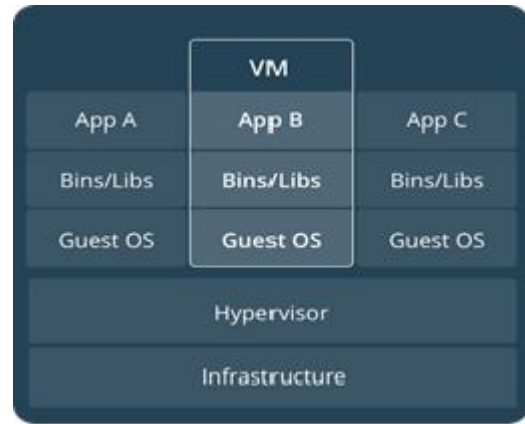 VM
App A App B App C
Bins/Libs Bins/Libs Bins/Libs
Guest OS Guest OS Guest OS
Hypervisor
Infrastructure